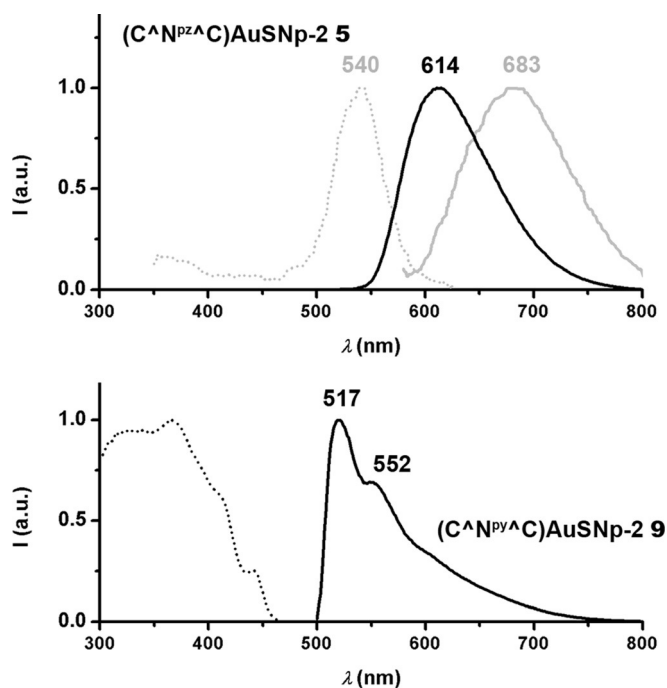 (C^N^pz^C)AuSNp-2 5
540 614 683
1.0
0.5
0.0
I (a.u.)
300 400 500 600 700 800
λ (nm)
517
552
1.0
0.5
0.0
I (a.u.)
(C^N^py^C)AuSNp-2 9
300 400 500 600 700 800
λ (nm)